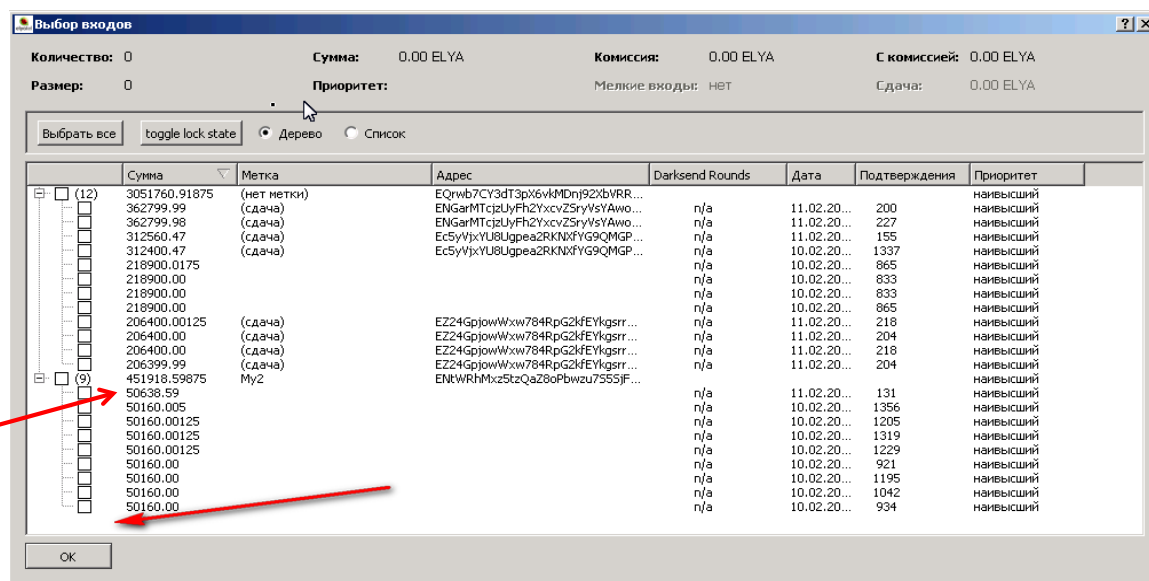 Выбор входов
Количество: 0 Сумма: 0.00 ELYA Комиссия: 0.00 ELYA С комиссией: 0.00 ELYA
Размер: 0 Приоритет: Мелкие входы: нет Сдача: 0.00 ELYA
Выбрать все toggle lock state Дерево Список
Сумма Метка Адрес Darksend Rounds Дата Подтверждения Приоритет
(12) 3051760.91875 (нет метки) EQrwb7CY3dT3pX6vkMDnj92XbVRR... наивысший
362799.99 (сдача) ENGarMTcjzUyFh2YxcvZSryVsYAwo... n/a 11.02.20... 200 наивысший
362799.98 (сдача) ENGarMTcjzUyFh2YxcvZSryVsYAwo... n/a 11.02.20... 227 наивысший
312560.47 (сдача) Ec5yVjxYU8Ugpea2RKNXfYG9QMGP... n/a 11.02.20... 155 наивысший
312400.47 (сдача) Ec5yVjxYU8Ugpea2RKNXfYG9QMGP... n/a 10.02.20... 1337 наивысший
218900.0175 n/a 10.02.20... 865 наивысший
218900.00 n/a 10.02.20... 833 наивысший
218900.00 n/a 10.02.20... 833 наивысший
218900.00 n/a 10.02.20... 865 наивысший
206400.00125 (сдача) EZ24GpjowWxw784RpG2kfEYkgsrr... n/a 11.02.20... 218 наивысший
206400.00 (сдача) EZ24GpjowWxw784RpG2kfEYkgsrr... n/a 11.02.20... 204 наивысший
206400.00 (сдача) EZ24GpjowWxw784RpG2kfEYkgsrr... n/a 11.02.20... 218 наивысший
206399.99 (сдача) EZ24GpjowWxw784RpG2kfEYkgsrr... n/a 11.02.20... 204 наивысший
(9) 451918.59875 My2 ENtWRhMxz5tzQaZ8oPbwzu7S5SjF... наивысший
50638.59 n/a 11.02.20... 131 наивысший
50160.005 n/a 10.02.20... 1356 наивысший
50160.00125 n/a 10.02.20... 1205 наивысший
50160.00125 n/a 10.02.20... 1319 наивысший
50160.00125 n/a 10.02.20... 1229 наивысший
50160.00 n/a 10.02.20... 921 наивысший
50160.00 n/a 10.02.20... 1195 наивысший
50160.00 n/a 10.02.20... 1042 наивысший
50160.00 n/a 10.02.20... 934 наивысший
OK